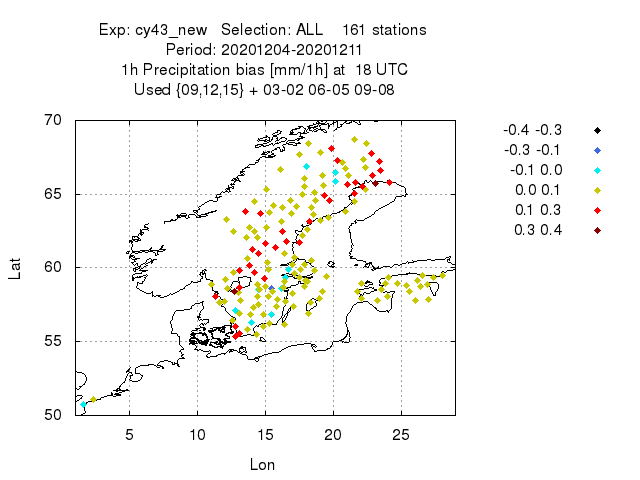 Exp: cy43_new   Selection: ALL    161 stations
Period: 20201204-20201211
1h Precipitation bias [mm/1h] at  18 UTC
Used {09,12,15} + 03-02 06-05 09-08
70
65
60
55
50
Lat
5 10 15 20 25
Lon
-0.4 -0.3
-0.3 -0.1
-0.1 0.0
0.0 0.1
0.1 0.3
0.3 0.4